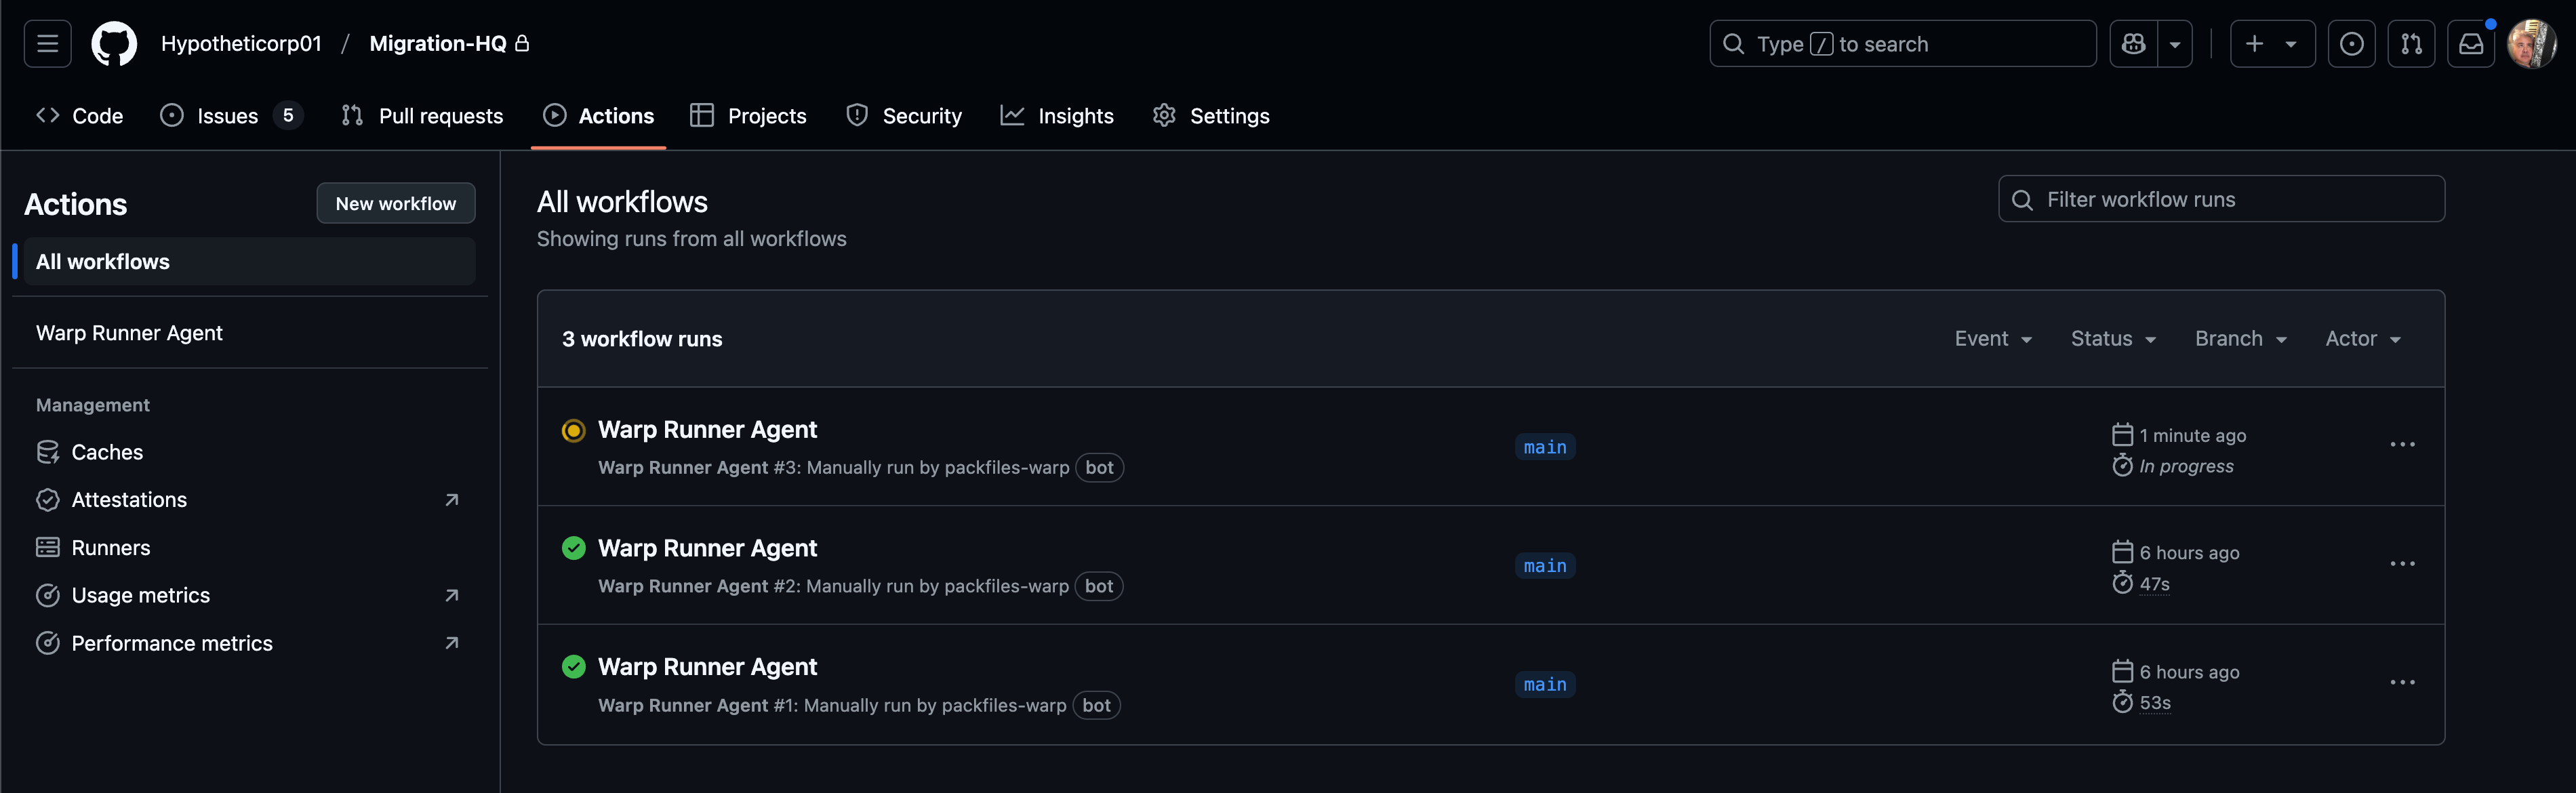 Hypotheticorp01 / Migration-HQ
Type / to search
Code
Issues 5
Pull requests
Actions
Projects
Security
Insights
Settings
Actions
New workflow
All workflows
Warp Runner Agent
Management
Caches
Attestations
Runners
Usage metrics
Performance metrics
All workflows
Showing runs from all workflows
Filter workflow runs
3 workflow runs
Event
Status
Branch
Actor
Warp Runner Agent
Warp Runner Agent #3: Manually run by packfiles-warp bot
main
1 minute ago
In progress
Warp Runner Agent
Warp Runner Agent #2: Manually run by packfiles-warp bot
main
6 hours ago
47s
Warp Runner Agent
Warp Runner Agent #1: Manually run by packfiles-warp bot
main
6 hours ago
53s